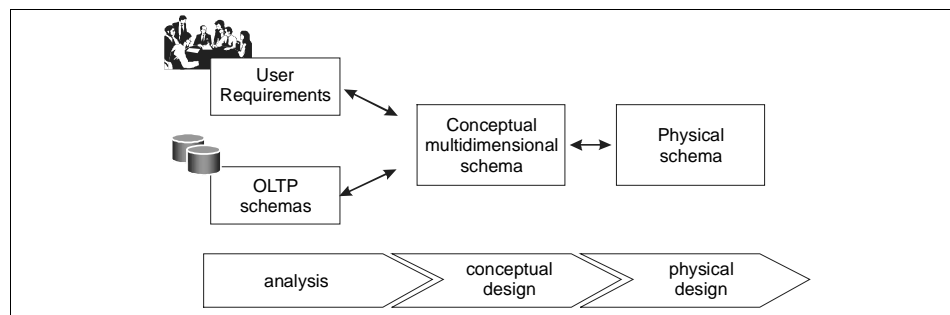 User
Requirements
Conceptual
multidimensional
schema
Physical
schema
OLTP
schemas
analysis
conceptual
design
physical
design